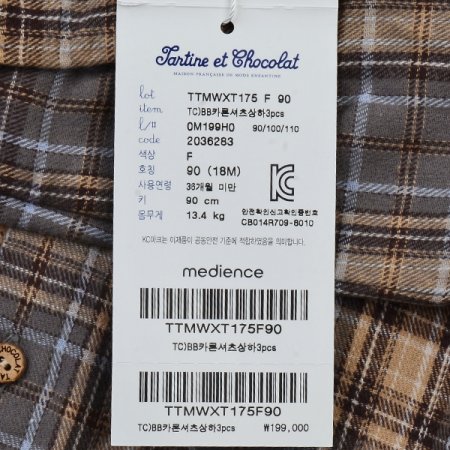 Tartine et Chocolat
MAISON FRANÇAISE DE MODE ENFANTINE
lot TTMWXT175 F 90
item TC)BB카론셔츠상하3pcs
l/# 0M199H0 90/100/110
code 2036283
색상 F
호칭 90 (18M)
사용연령 36개월 미만
키 90 cm
몸무게 13.4 kg
안전확인신고확인증번호
CB014R709-8010
KC마크는 이제품이 공통안전 기준에 적합하였음을 의미합니다.
medience
TTMWXT175F90
TC)BB카론셔츠상하3pcs
TTMWXT175F90
TC)BB카론셔츠상하3pcs ₩199,000
CHOCOLAT